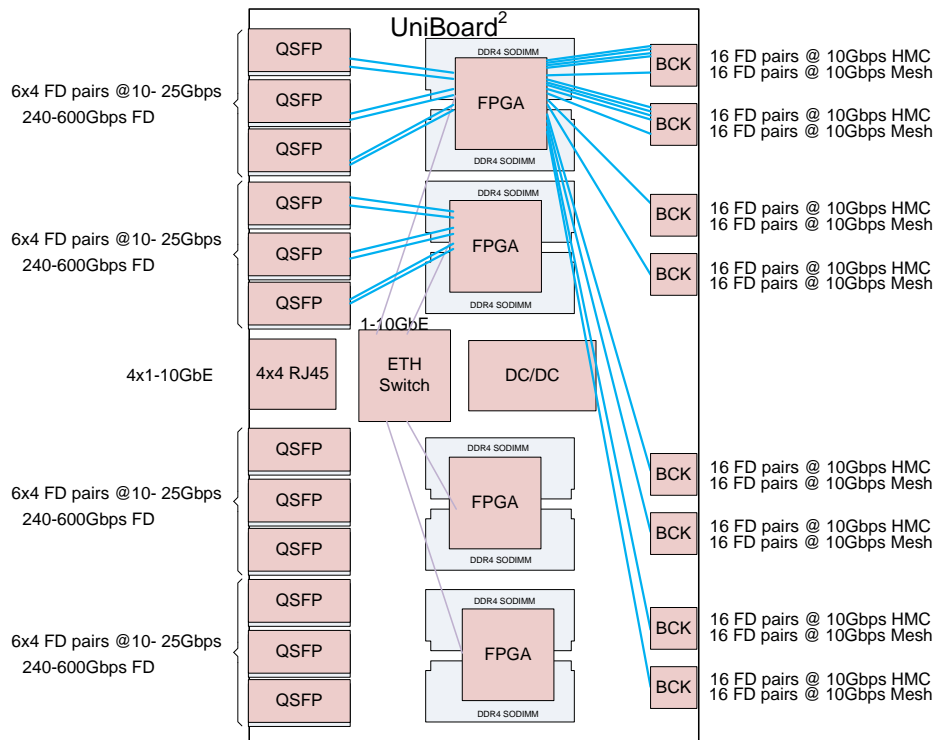 UniBoard2
QSFP
QSFP
QSFP
6x4 FD pairs @10- 25Gbps
240-600Gbps FD
DDR4 SODIMM
FPGA
DDR4 SODIMM
BCK
16 FD pairs @ 10Gbps HMC
16 FD pairs @ 10Gbps Mesh
BCK
16 FD pairs @ 10Gbps HMC
16 FD pairs @ 10Gbps Mesh
QSFP
QSFP
QSFP
6x4 FD pairs @10- 25Gbps
240-600Gbps FD
DDR4 SODIMM
FPGA
DDR4 SODIMM
BCK
16 FD pairs @ 10Gbps HMC
16 FD pairs @ 10Gbps Mesh
BCK
16 FD pairs @ 10Gbps HMC
16 FD pairs @ 10Gbps Mesh
1-10GbE
4x1-10GbE
4x4 RJ45
ETH
Switch
DC/DC
QSFP
QSFP
QSFP
6x4 FD pairs @10- 25Gbps
240-600Gbps FD
DDR4 SODIMM
FPGA
DDR4 SODIMM
BCK
16 FD pairs @ 10Gbps HMC
16 FD pairs @ 10Gbps Mesh
BCK
16 FD pairs @ 10Gbps HMC
16 FD pairs @ 10Gbps Mesh
QSFP
QSFP
QSFP
6x4 FD pairs @10- 25Gbps
240-600Gbps FD
DDR4 SODIMM
FPGA
DDR4 SODIMM
BCK
16 FD pairs @ 10Gbps HMC
16 FD pairs @ 10Gbps Mesh
BCK
16 FD pairs @ 10Gbps HMC
16 FD pairs @ 10Gbps Mesh